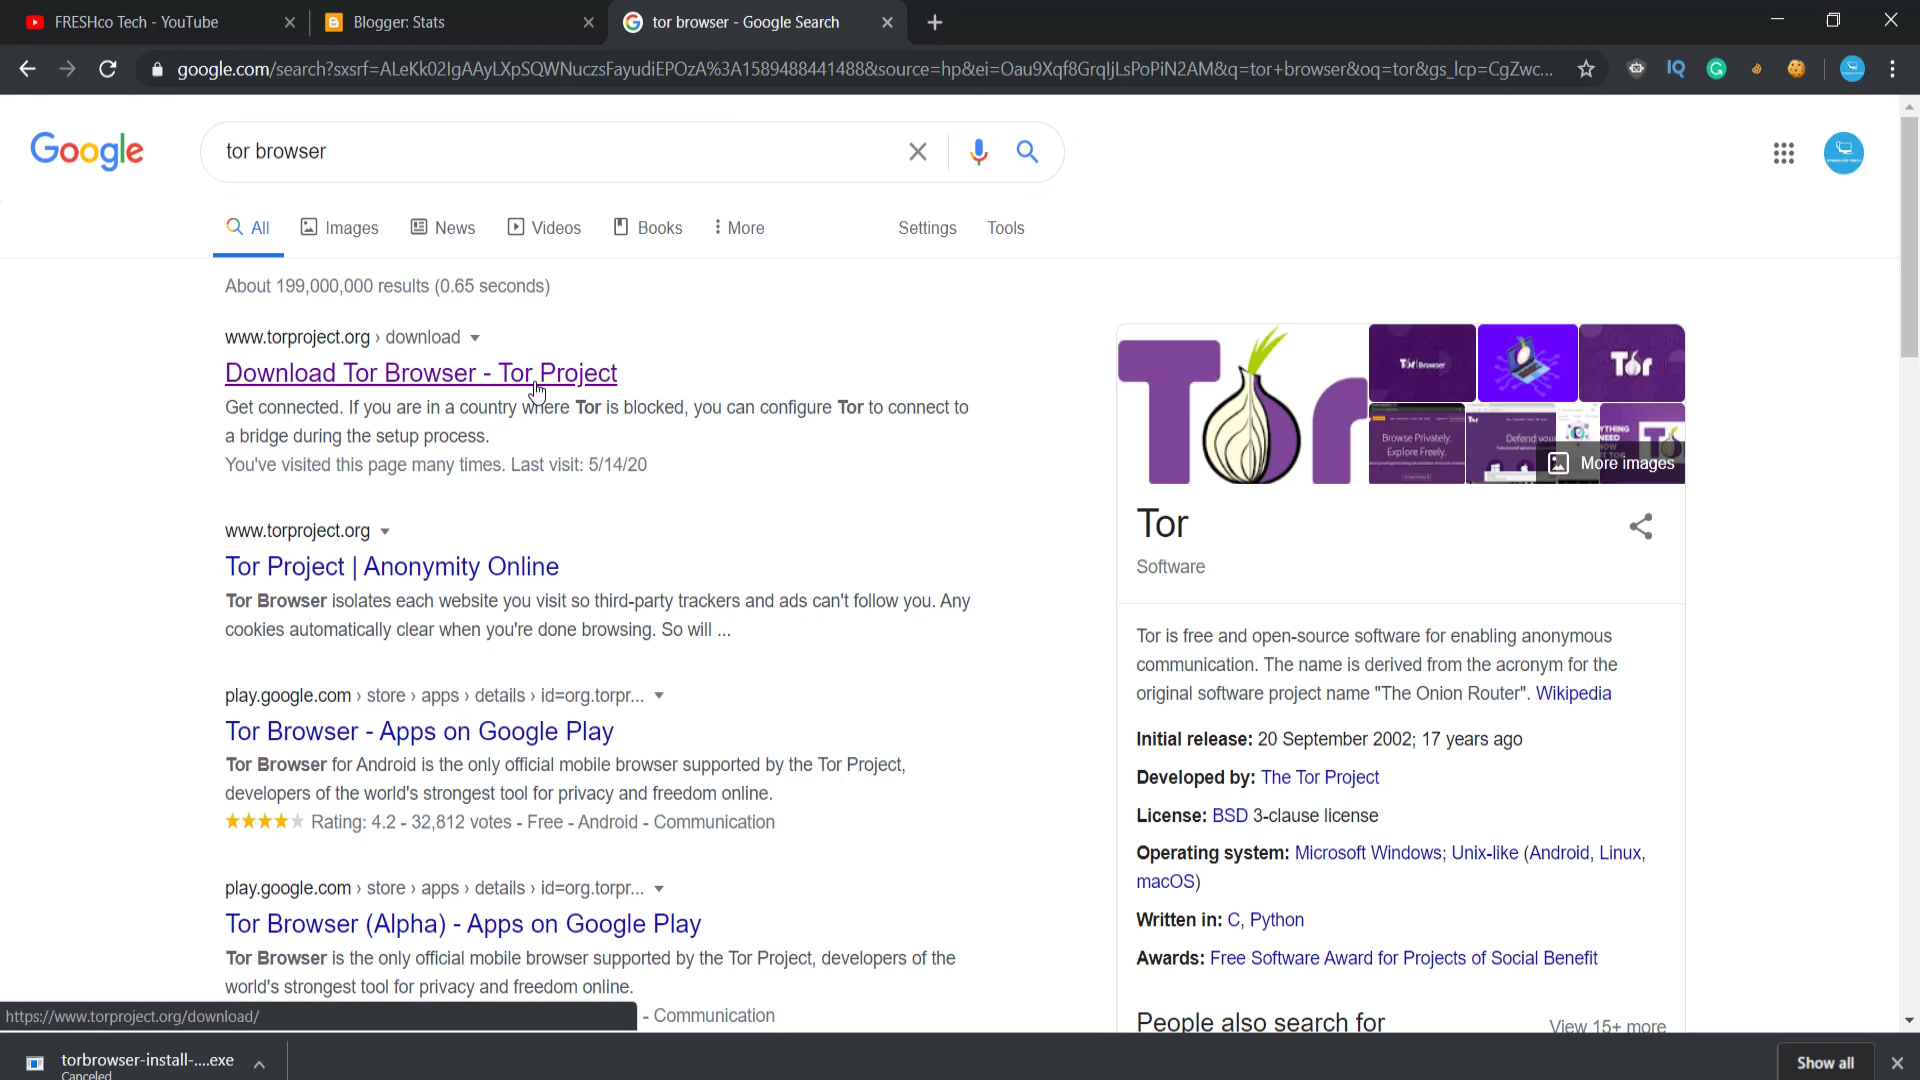 FRESHco Tech - YouTube
Blogger: Stats
tor browser - Google Search
google.com/search?sxsrf=ALeKk02IgAAyLXpSQWNuczsFayudiEPOzA%3A1589488441488&source=hp&ei=Oau9Xqf8GrqIjLsPoPiN2AM&q=tor+browser&oq=tor&gs_lcp=CgZwc...
Google
tor browser
All
Images
News
Videos
Books
More
Settings
Tools
About 199,000,000 results (0.65 seconds)
www.torproject.org › download
Download Tor Browser - Tor Project
Get connected. If you are in a country where Tor is blocked, you can configure Tor to connect to
a bridge during the setup process.
You've visited this page many times. Last visit: 5/14/20
www.torproject.org
Tor Project | Anonymity Online
Tor Browser isolates each website you visit so third-party trackers and ads can't follow you. Any
cookies automatically clear when you're done browsing. So will ...
play.google.com › store › apps › details › id=org.torpr...
Tor Browser - Apps on Google Play
Tor Browser for Android is the only official mobile browser supported by the Tor Project,
developers of the world's strongest tool for privacy and freedom online.
Rating: 4.2 - 32,812 votes - Free - Android - Communication
play.google.com › store › apps › details › id=org.torpr...
Tor Browser (Alpha) - Apps on Google Play
Tor Browser is the only official mobile browser supported by the Tor Project, developers of the
world's strongest tool for privacy and freedom online.
- Communication
Tor
Tor Browser
Tor
Browse Privately.
Explore Freely.
Defend your
More images
Tor
Software
Tor is free and open-source software for enabling anonymous
communication. The name is derived from the acronym for the
original software project name "The Onion Router". Wikipedia
Initial release: 20 September 2002; 17 years ago
Developed by: The Tor Project
License: BSD 3-clause license
Operating system: Microsoft Windows; Unix-like (Android, Linux,
macOS)
Written in: C, Python
Awards: Free Software Award for Projects of Social Benefit
People also search for
View 15+ more
https://www.torproject.org/download/
torbrowser-install-....exe
Canceled
Show all